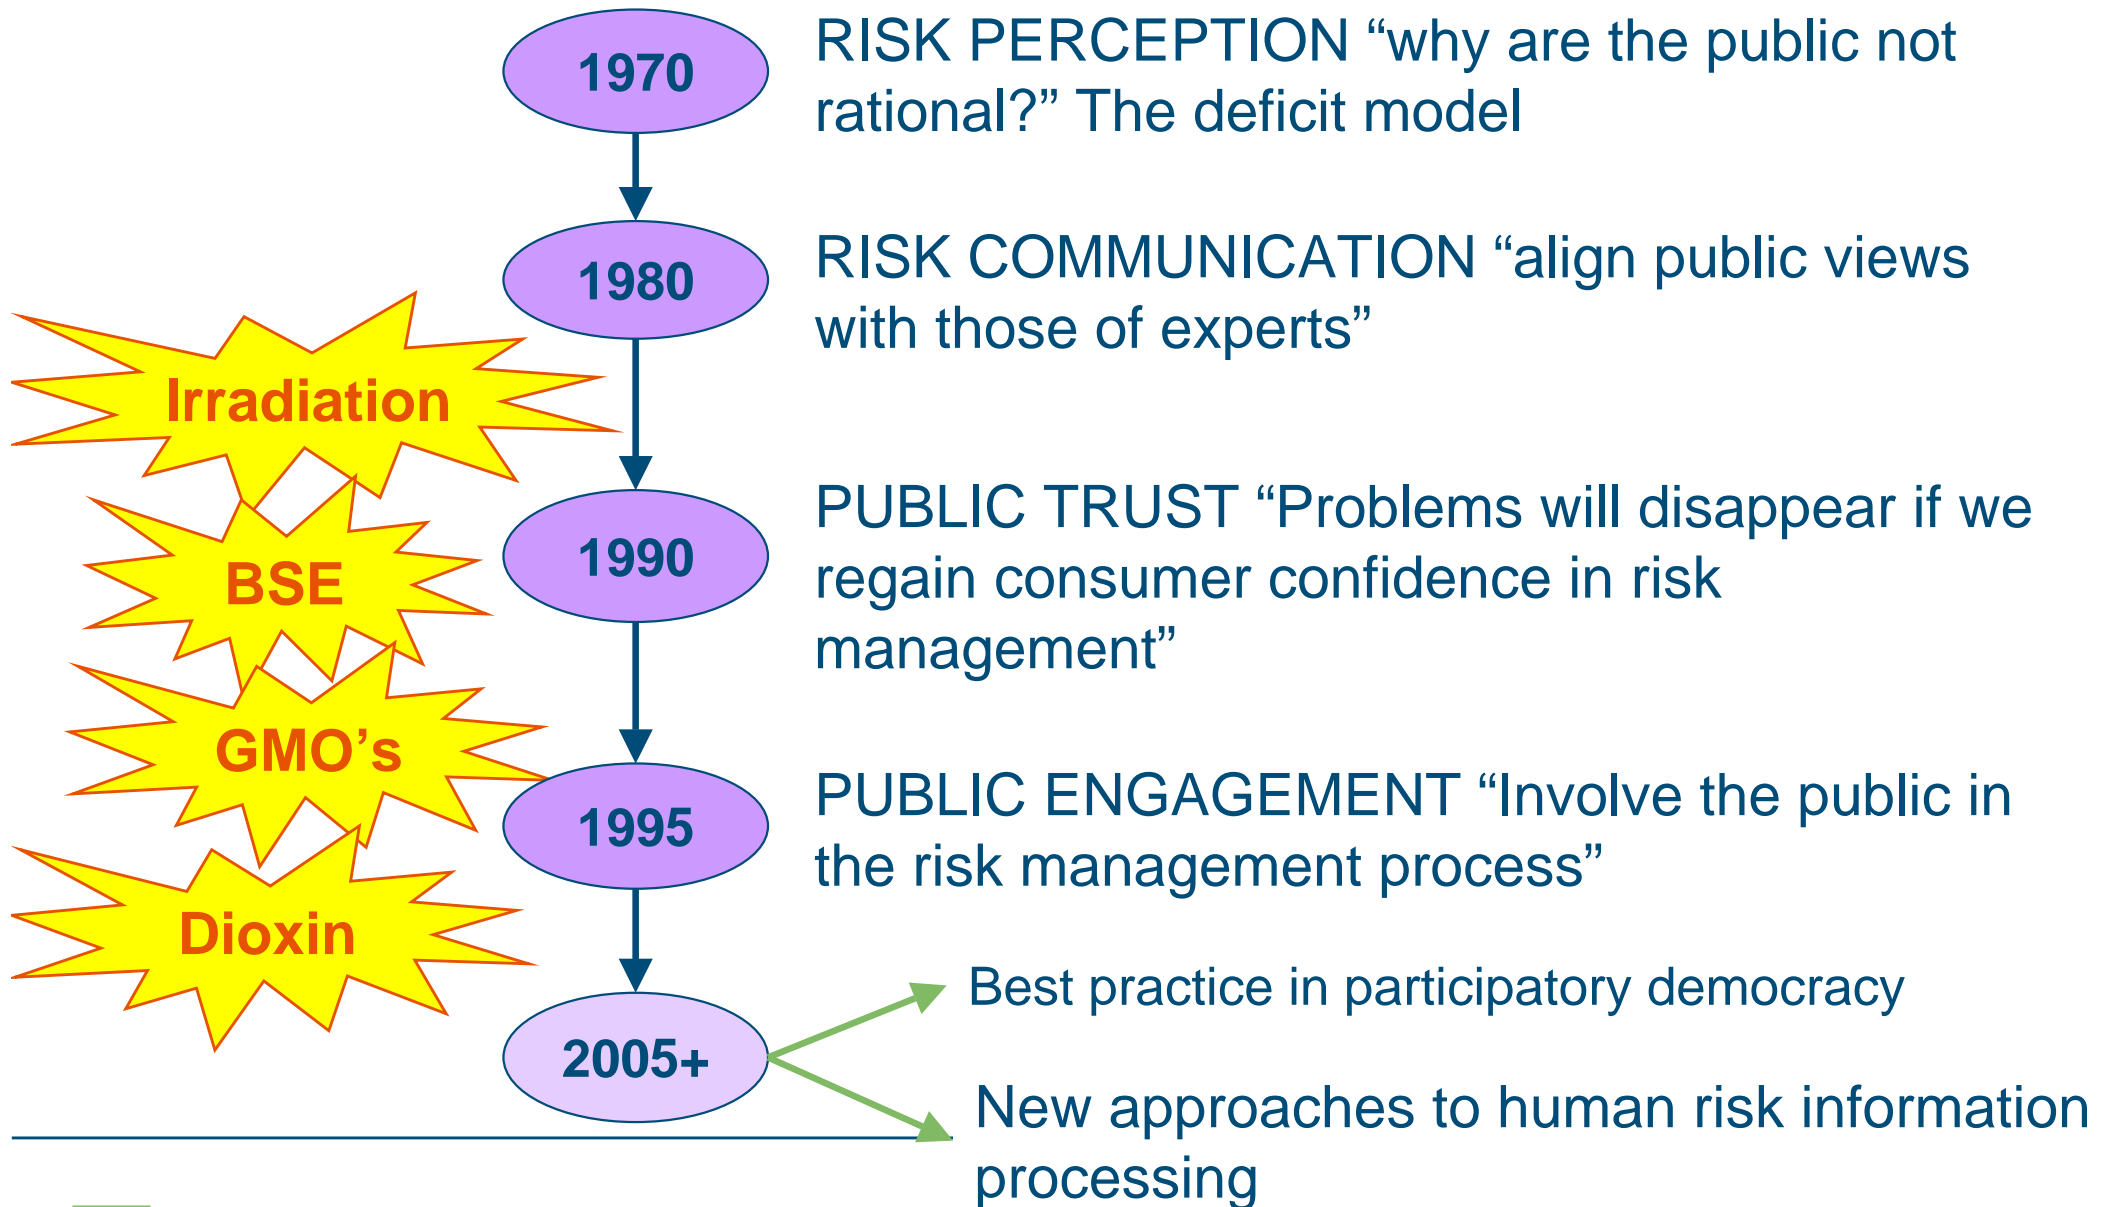 1970
RISK PERCEPTION “why are the public not
rational?” The deficit model
1980
RISK COMMUNICATION “align public views
with those of experts”
Irradiation
1990
PUBLIC TRUST “Problems will disappear if we
regain consumer confidence in risk
management”
BSE
GMO’s
1995
PUBLIC ENGAGEMENT “Involve the public in
the risk management process”
Dioxin
2005+
Best practice in participatory democracy
New approaches to human risk information
processing